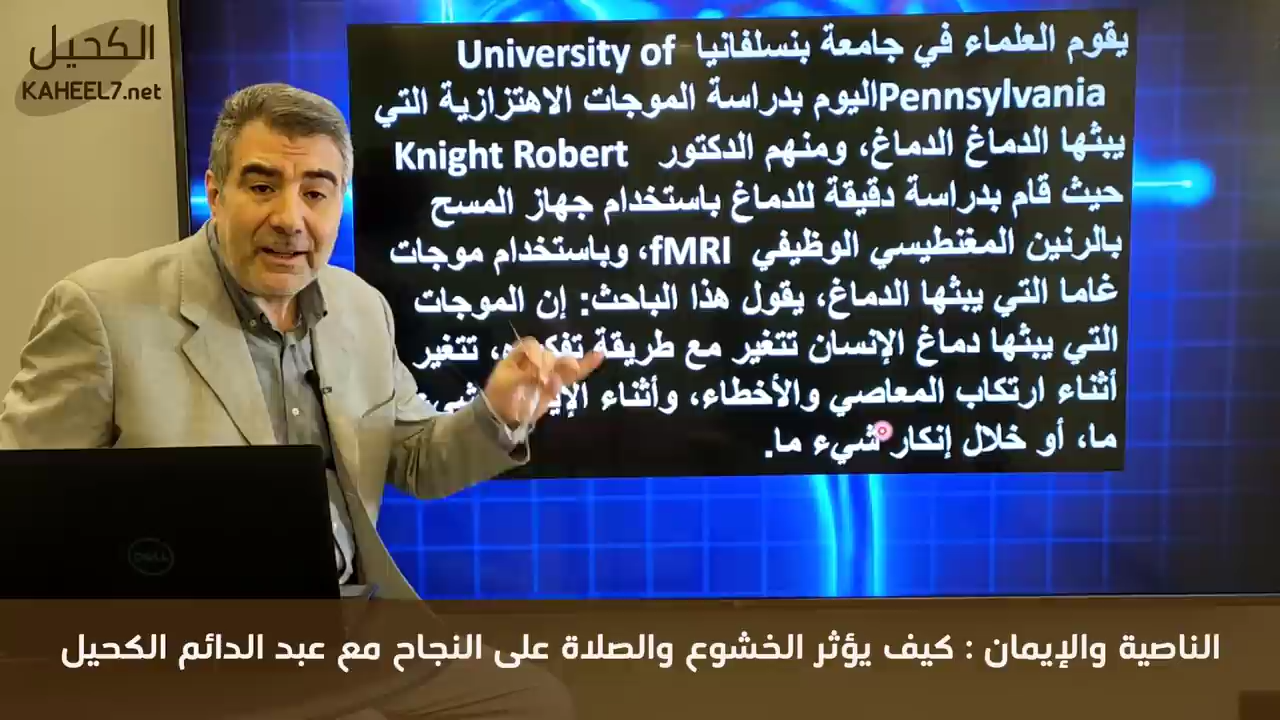 الكحيل
KAHEEL7.net
يقوم العلماء في جامعة بنسلفانيا University of
Pennsylvania اليوم بدراسة الموجات الاهتزازية التي
يبثها الدماغ الدماغ، ومنهم الدكتور Knight Robert
حيث قام بدراسة دقيقة للدماغ باستخدام جهاز المسح
بالرنين المغنطيسي الوظيفي fMRI، وباستخدام موجات
غاما التي يبثها الدماغ، يقول هذا الباحث: إن الموجات
التي يبثها دماغ الإنسان تتغير مع طريقة تتغير
أثناء ارتكاب المعاصي والأخطاء، وأثناء
ما، أو خلال إنكار شيء ما.
DELL
الناصية والإيمان : كيف يؤثر الخشوع والصلاة على النجاح مع عبد الدائم الكحيل